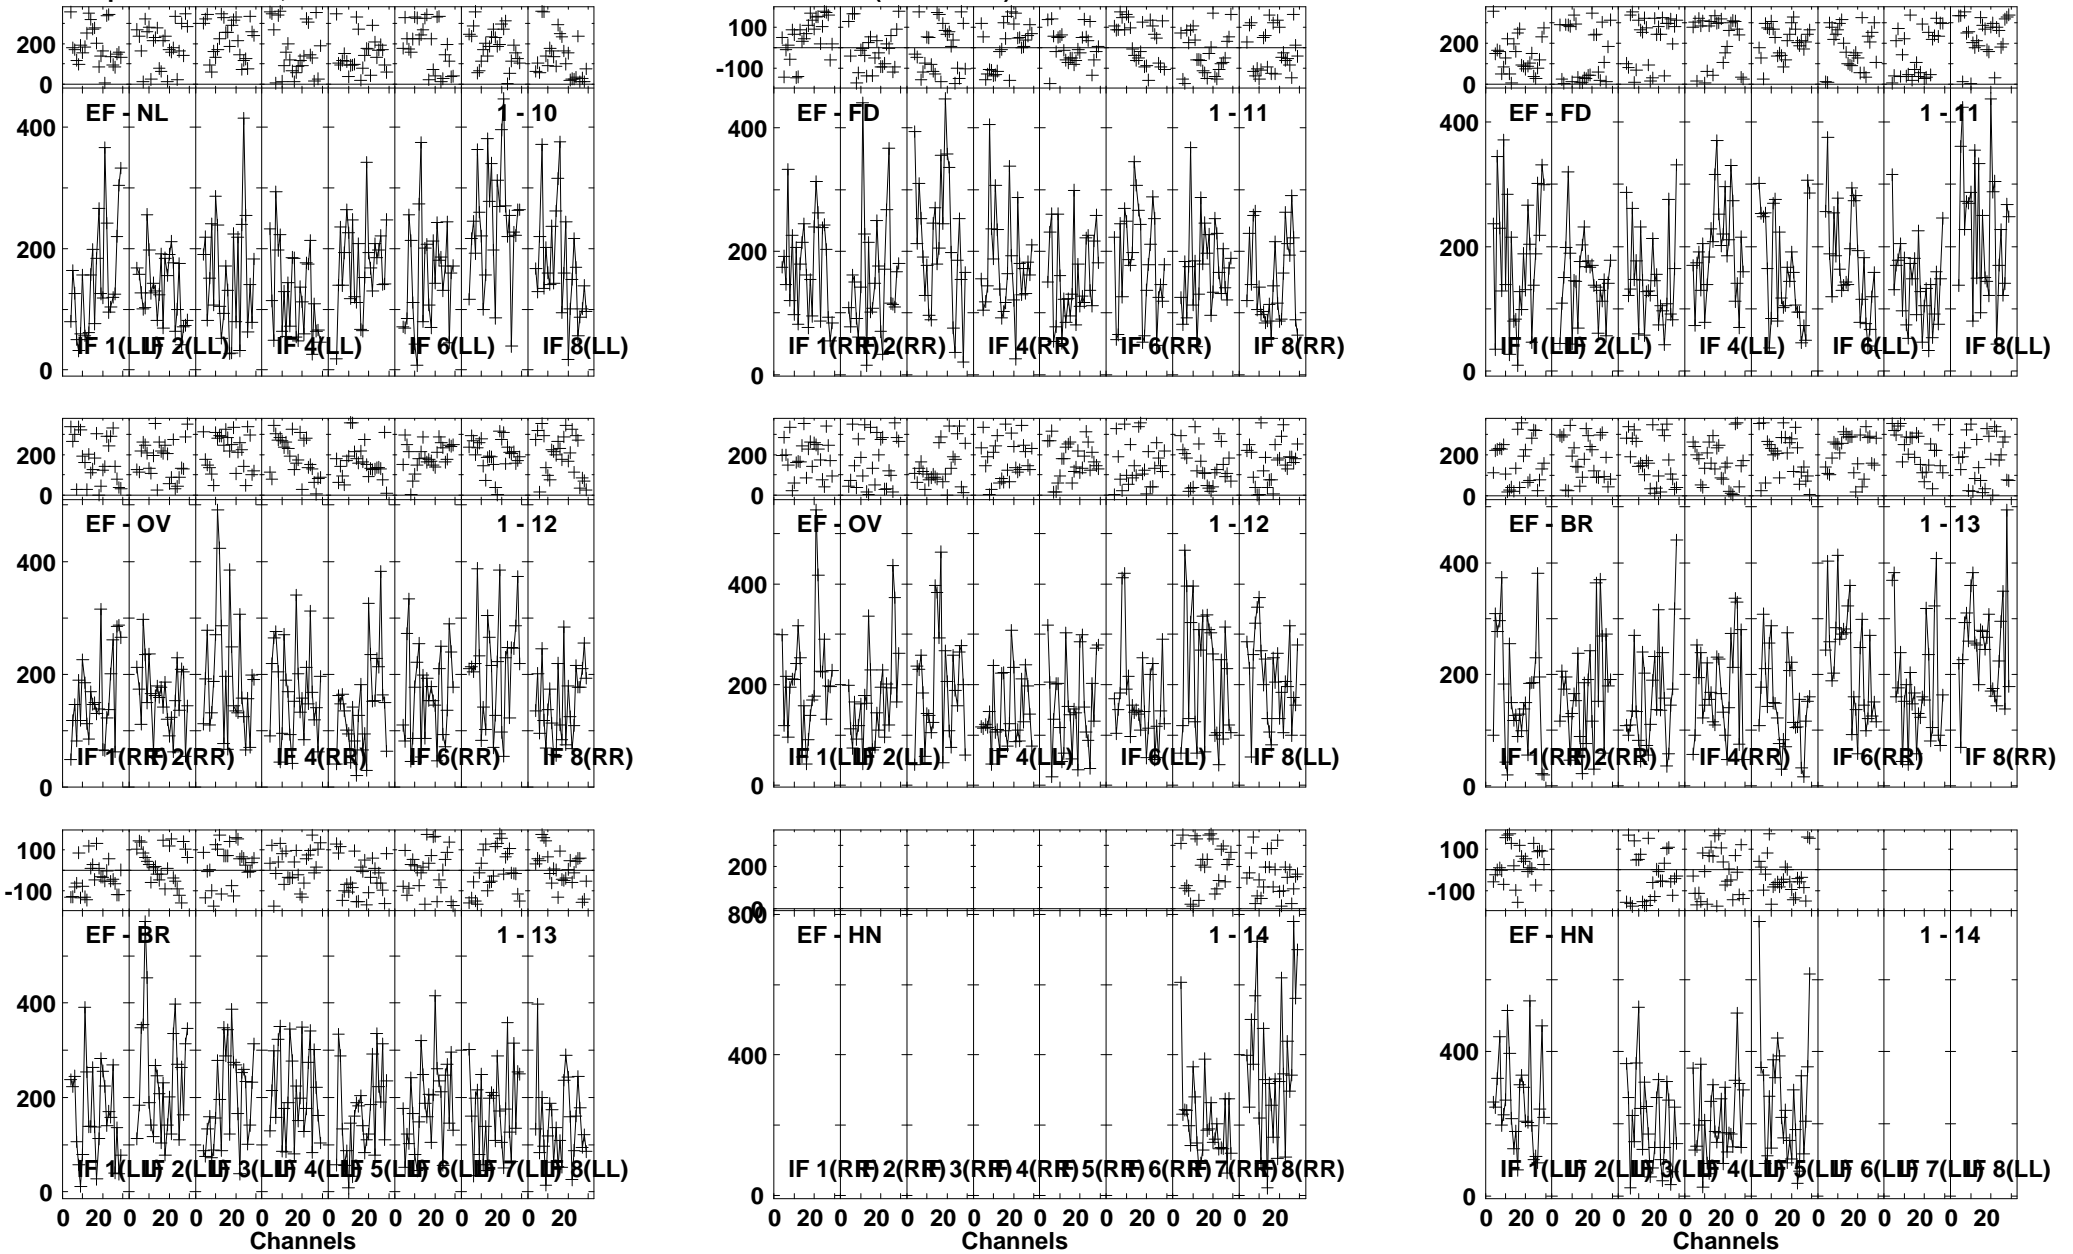 200
0
EF - NL 1 - 10
400
200
0
IF 1(LL) IF 2(LL) IF 4(LL) IF 6(LL) IF 8(LL)
100
-100
EF - FD 1 - 11
400
200
0
IF 1(RR) IF 2(RR) IF 4(RR) IF 6(RR) IF 8(RR)
200
0
EF - FD 1 - 11
400
200
0
IF 1(LL) IF 2(LL) IF 4(LL) IF 6(LL) IF 8(LL)
200
0
EF - OV 1 - 12
400
200
0
IF 1(RR) IF 2(RR) IF 4(RR) IF 6(RR) IF 8(RR)
200
0
EF - OV 1 - 12
400
200
0
IF 1(LL) IF 2(LL) IF 4(LL) IF 6(LL) IF 8(LL)
200
0
EF - BR 1 - 13
400
200
0
IF 1(RR) IF 2(RR) IF 4(RR) IF 6(RR) IF 8(RR)
100
-100
EF - BR 1 - 13
400
200
0
IF 1(LL) IF 2(LL) IF 3(LL) IF 4(LL) IF 5(LL) IF 6(LL) IF 7(LL) IF 8(LL)
0 20 0 20 0 20 0 20 0 20 0 20 0 20 0 20
Channels
200
0
800
EF - HN 1 - 14
400
0
IF 1(RR) IF 2(RR) IF 3(RR) IF 4(RR) IF 5(RR) IF 6(RR) IF 7(RR) IF 8(RR)
0 20 0 20 0 20 0 20 0 20 0 20 0 20 0 20
Channels
100
-100
EF - HN 1 - 14
400
0
IF 1(LL) IF 2(LL) IF 3(LL) IF 4(LL) IF 5(LL) IF 6(LL) IF 7(LL) IF 8(LL)
0 20 0 20 0 20 0 20 0 20 0 20 0 20 0 20
Channels